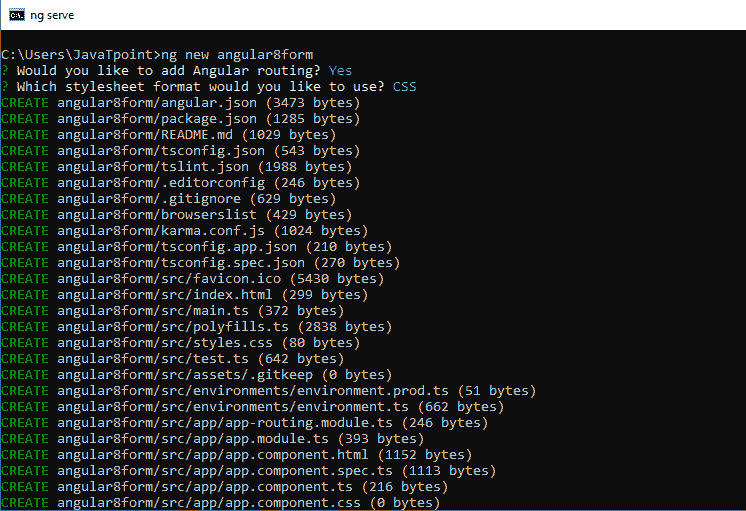 ng serve
C:\Users\JavaTpoint>ng new angular8form
? Would you like to add Angular routing? Yes
? Which stylesheet format would you like to use? CSS
CREATE angular8form/angular.json (3473 bytes)
CREATE angular8form/package.json (1285 bytes)
CREATE angular8form/README.md (1029 bytes)
CREATE angular8form/tsconfig.json (543 bytes)
CREATE angular8form/tslint.json (1988 bytes)
CREATE angular8form/.editorconfig (246 bytes)
CREATE angular8form/.gitignore (629 bytes)
CREATE angular8form/browserslist (429 bytes)
CREATE angular8form/karma.conf.js (1024 bytes)
CREATE angular8form/tsconfig.app.json (210 bytes)
CREATE angular8form/tsconfig.spec.json (270 bytes)
CREATE angular8form/src/favicon.ico (5430 bytes)
CREATE angular8form/src/index.html (299 bytes)
CREATE angular8form/src/main.ts (372 bytes)
CREATE angular8form/src/polyfills.ts (2838 bytes)
CREATE angular8form/src/styles.css (80 bytes)
CREATE angular8form/src/test.ts (642 bytes)
CREATE angular8form/src/assets/.gitkeep (0 bytes)
CREATE angular8form/src/environments/environment.prod.ts (51 bytes)
CREATE angular8form/src/environments/environment.ts (662 bytes)
CREATE angular8form/src/app/app-routing.module.ts (246 bytes)
CREATE angular8form/src/app/app.module.ts (393 bytes)
CREATE angular8form/src/app/app.component.html (1152 bytes)
CREATE angular8form/src/app/app.component.spec.ts (1113 bytes)
CREATE angular8form/src/app/app.component.ts (216 bytes)
CREATE angular8form/src/app/app.component.css (0 bytes)